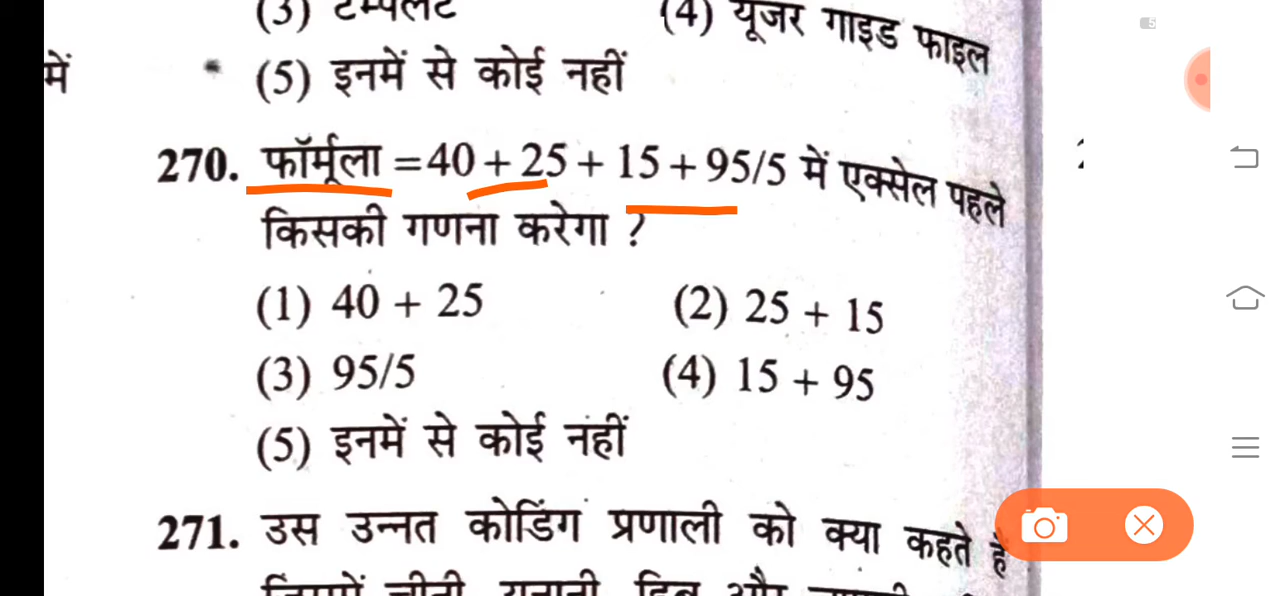 (3) टेम्पलेट (4) यूजर गाइड फाइल
में (5) इनमें से कोई नहीं
270. फॉर्मूला =40 + 25 + 15 + 95/5 में एक्सेल पहले
किसकी गणना करेगा ?
(1) 40 + 25 (2) 25 + 15
(3) 95/5 (4) 15 + 95
(5) इनमें से कोई नहीं
271. उस उन्नत कोडिंग प्रणाली को क्या कहते हैं